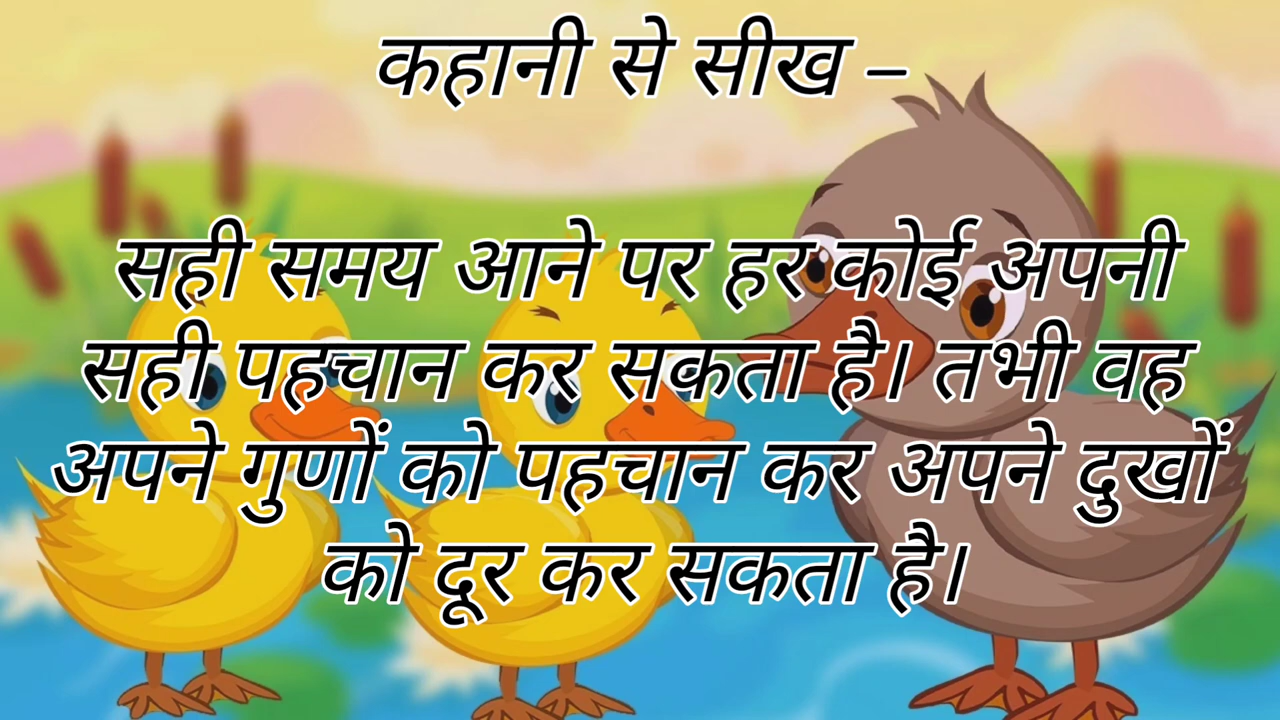 कहानी से सीख –
सही समय आने पर हर कोई अपनी
सही पहचान कर सकता है। तभी वह
अपने गुणों को पहचान कर अपने दुखों
को दूर कर सकता है।